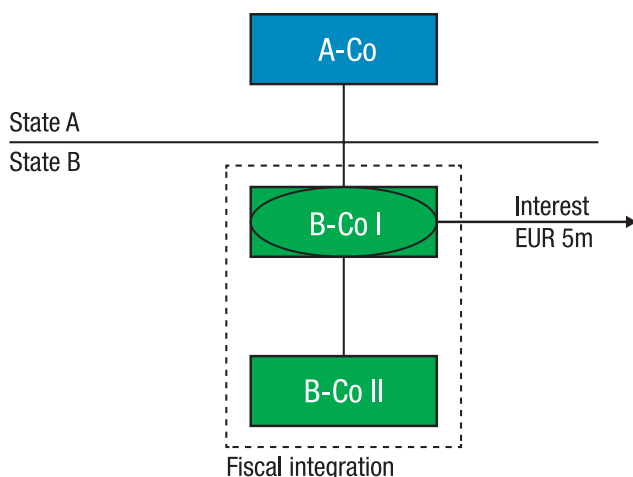 A-Co
State A
State B
B-Co I
Interest
EUR 5m
B-Co II
Fiscal integration